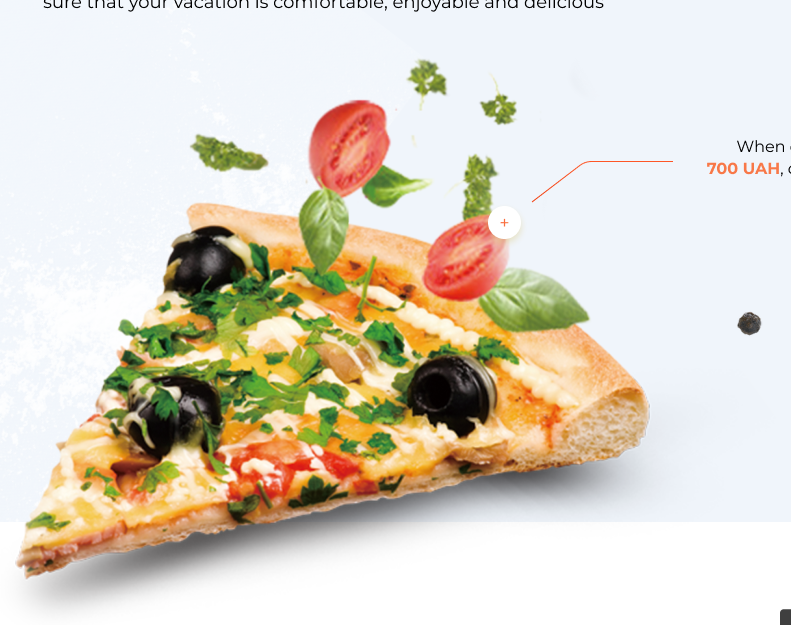 sure that your vacation is comfortable, enjoyable and delicious
+
When
700 UAH,